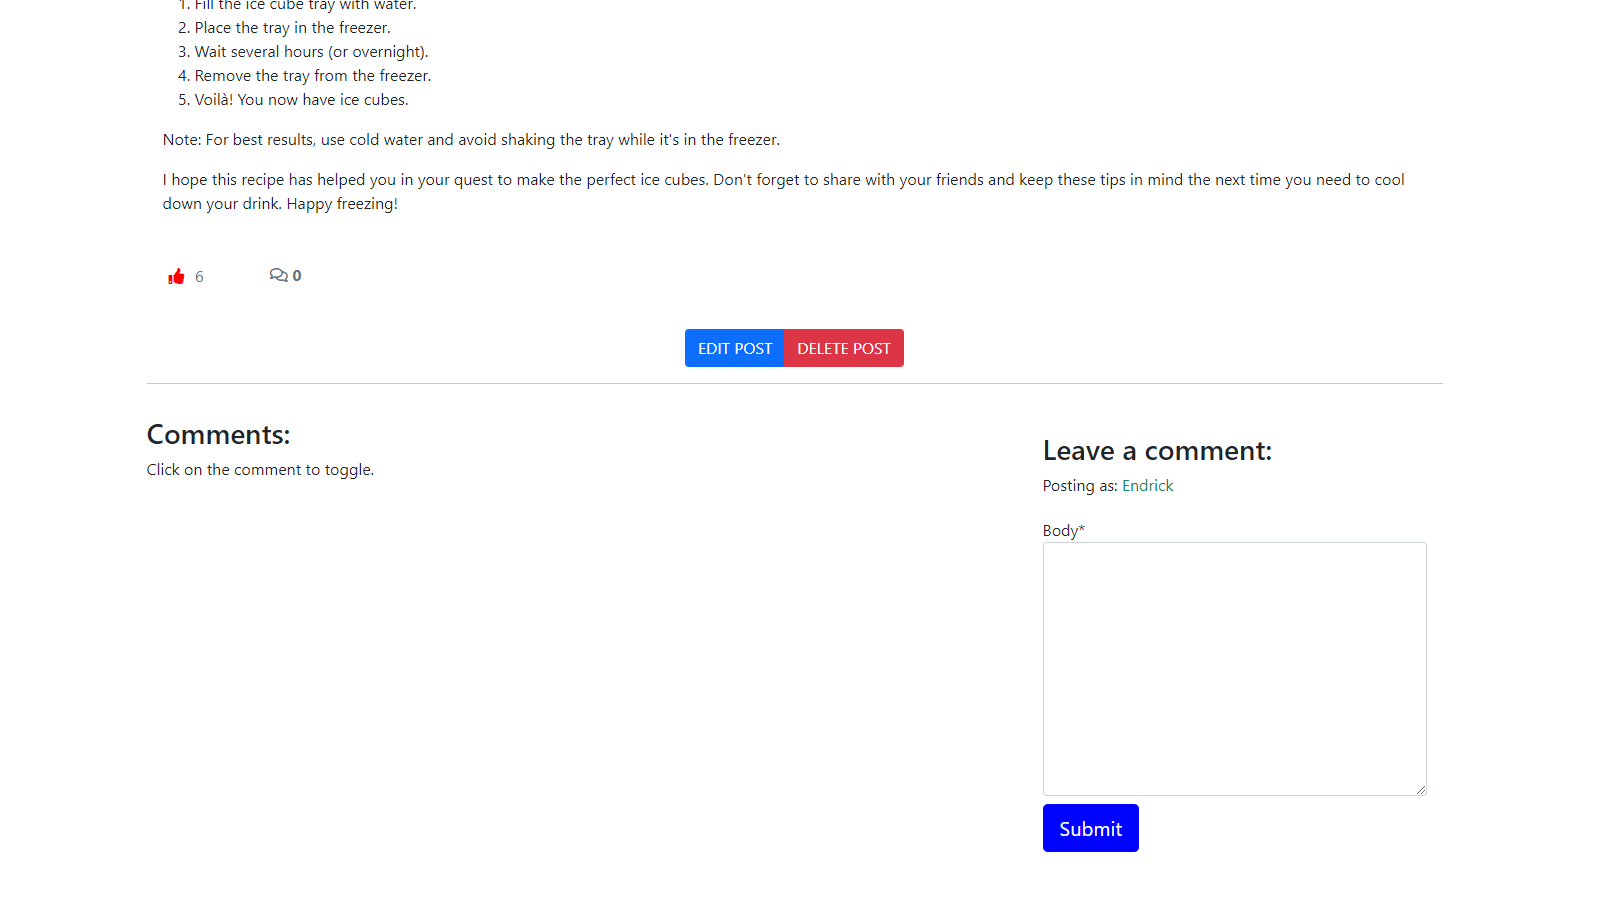 1. Fill the ice cube tray with water.
2. Place the tray in the freezer.
3. Wait several hours (or overnight).
4. Remove the tray from the freezer.
5. Voilà! You now have ice cubes.
Note: For best results, use cold water and avoid shaking the tray while it's in the freezer.
I hope this recipe has helped you in your quest to make the perfect ice cubes. Don't forget to share with your friends and keep these tips in mind the next time you need to cool
down your drink. Happy freezing!
6 0
EDIT POST DELETE POST
Comments:
Click on the comment to toggle.
Leave a comment:
Posting as: Endrick
Body*
Submit